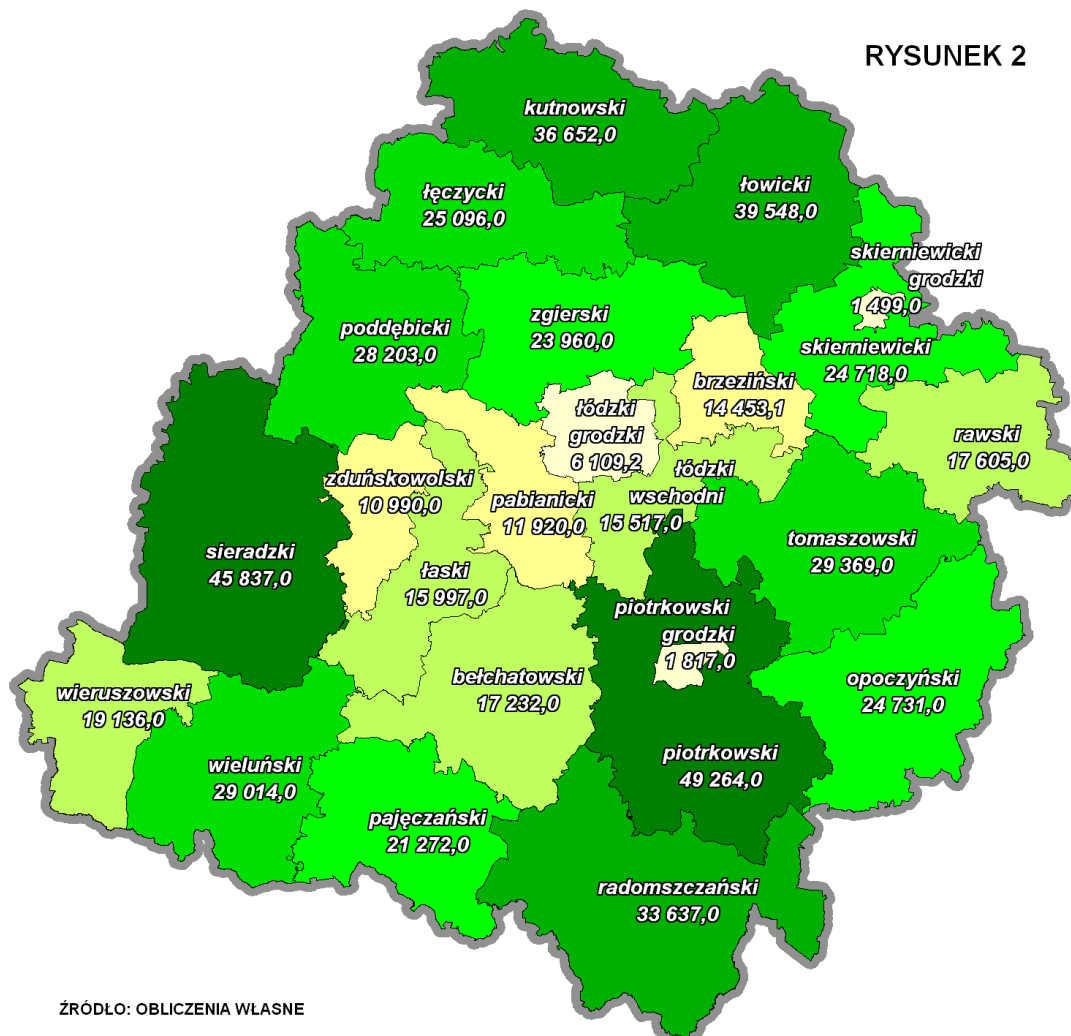 RYSUNEK 2
kutnowski
36 652,0
łowicki
39 548,0
łęczycki
25 096,0
skierniewicki
grodzki
1 499,0
zgierski
23 960,0
poddębicki
28 203,0
skierniewicki
24 718,0
brzeziński
14 453,1
łódzki
grodzki
6 109,2
rawski
17 605,0
zduńskowolski
10 990,0
łódzki
wschodni
15 517,0
pabianicki
11 920,0
sieradzki
45 837,0
tomaszowski
29 369,0
łaski
15 997,0
piotrkowski
grodzki
1 817,0
bełchatowski
17 232,0
opoczyński
24 731,0
wieruszowski
19 136,0
piotrkowski
49 264,0
wieluński
29 014,0
pajęczański
21 272,0
radomszczański
33 637,0
ŹRÓDŁO: OBLICZENIA WŁASNE